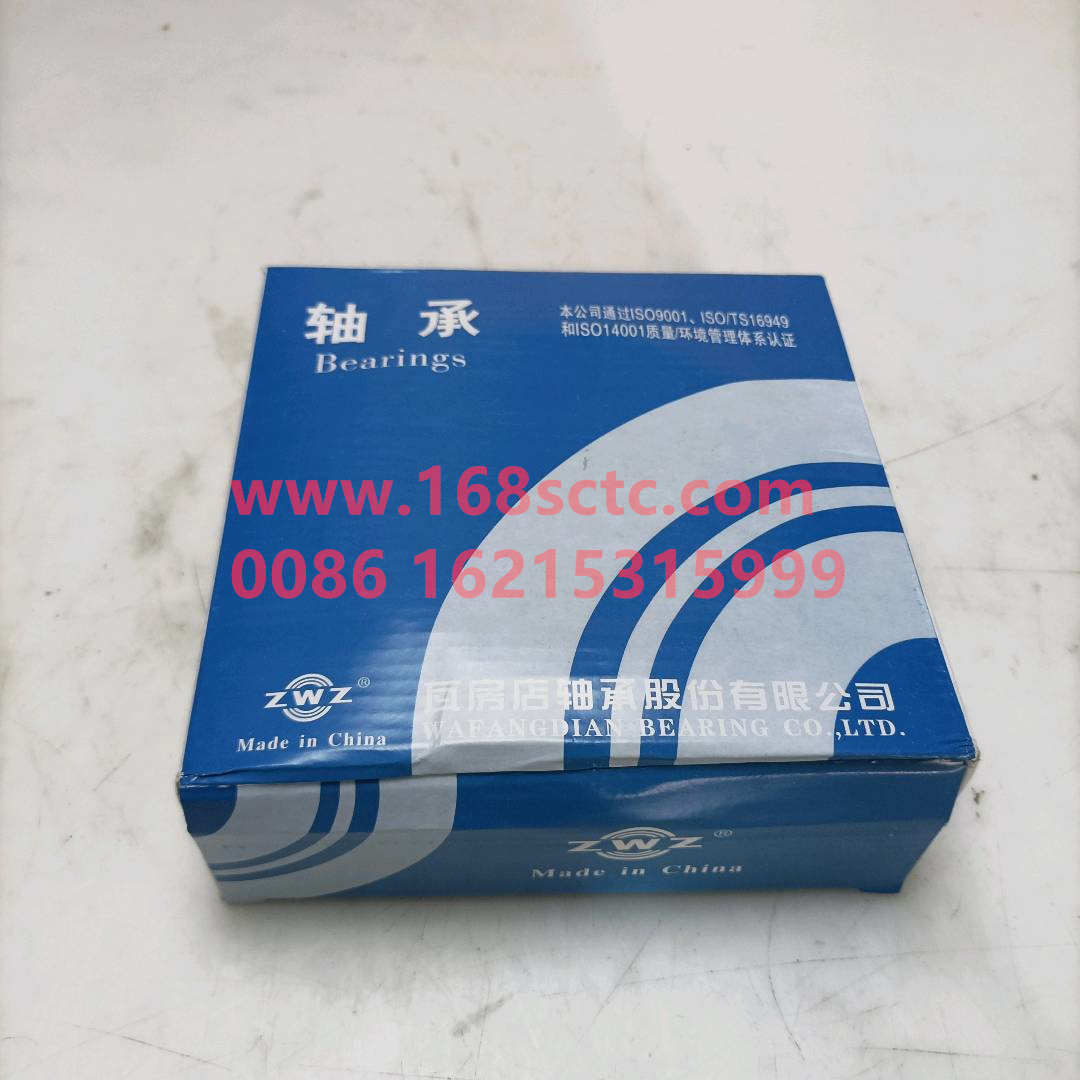 轴承
Bearings
本公司通过ISO9001、ISO/TS16949
和ISO14001质量/环境管理体系认证
www.168sctc.com
0086 16215315999
ZWZ®
Made in China
瓦房店轴承股份有限公司
WAFANGDIAN BEARING CO.,LTD.
ZWZ®
Made in China